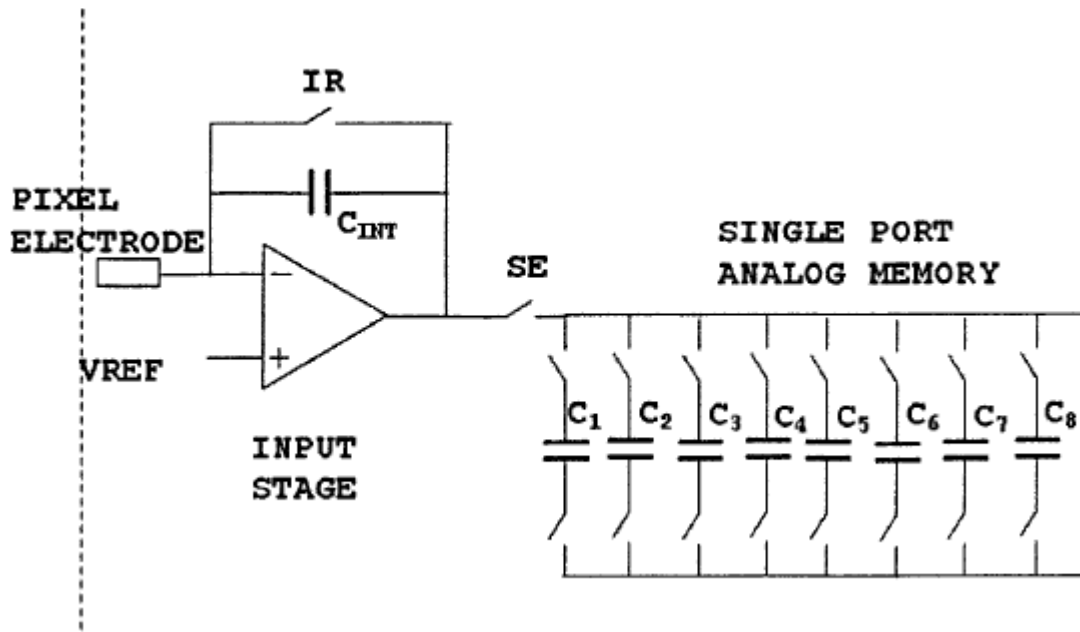 IR
PIXEL
ELECTRODE
C_INT
SE
SINGLE PORT
ANALOG MEMORY
−
+
VREF
C₁ C₂ C₃ C₄ C₅ C₆ C₇ C₈
INPUT
STAGE